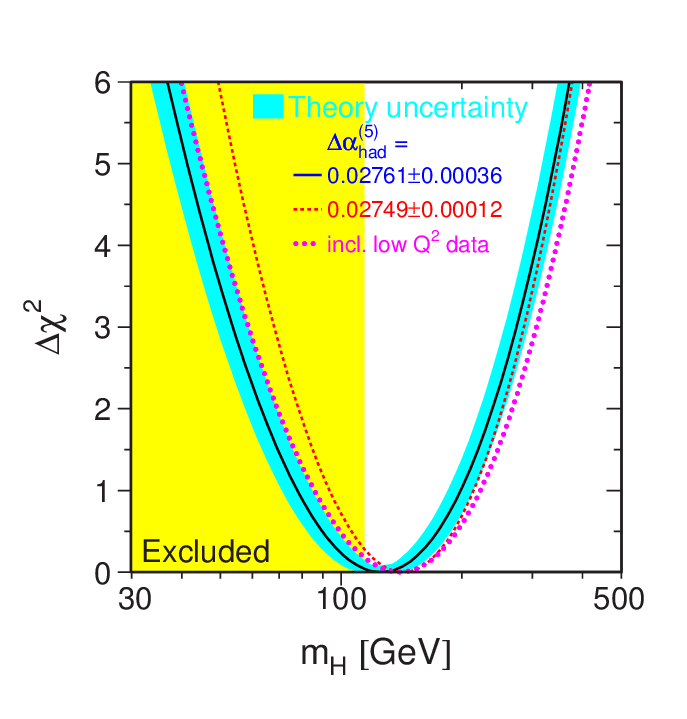 6
Theory uncertainty
Δα(5)had =
5
0.02761±0.00036
0.02749±0.00012
4
incl. low Q2 data
Δχ2
3
2
1
Excluded
0
30
100
500
mH [GeV]